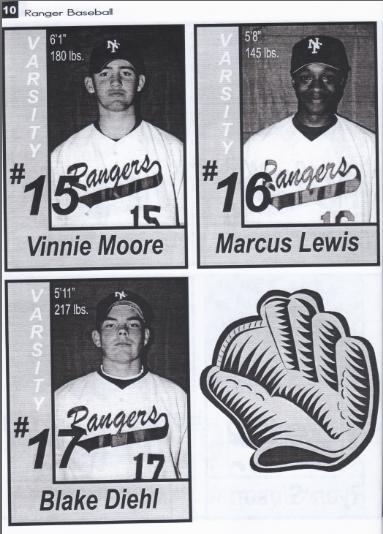 10 Ranger Baseball
VARSITY
6'1"
180 lbs.
NY
Rangers
15
#15
Vinnie Moore
VARSITY
5'8"
145 lbs.
NY
Rangers
16
#16
Marcus Lewis
VARSITY
5'11"
217 lbs.
NY
Rangers
17
#17
Blake Diehl